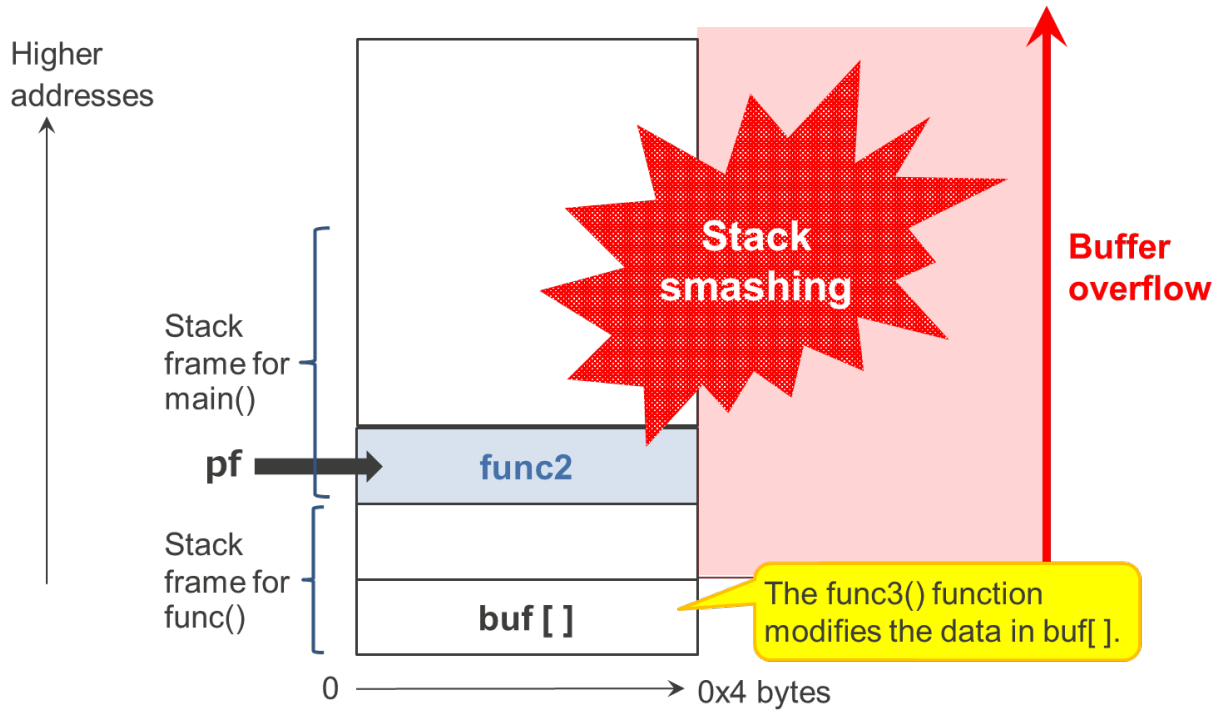 Higher
addresses
Stack
smashing
Buffer
overflow
Stack
frame for
main()
pf
func2
Stack
frame for
func()
buf [ ]
The func3() function
modifies the data in buf[ ].
0
0x4 bytes